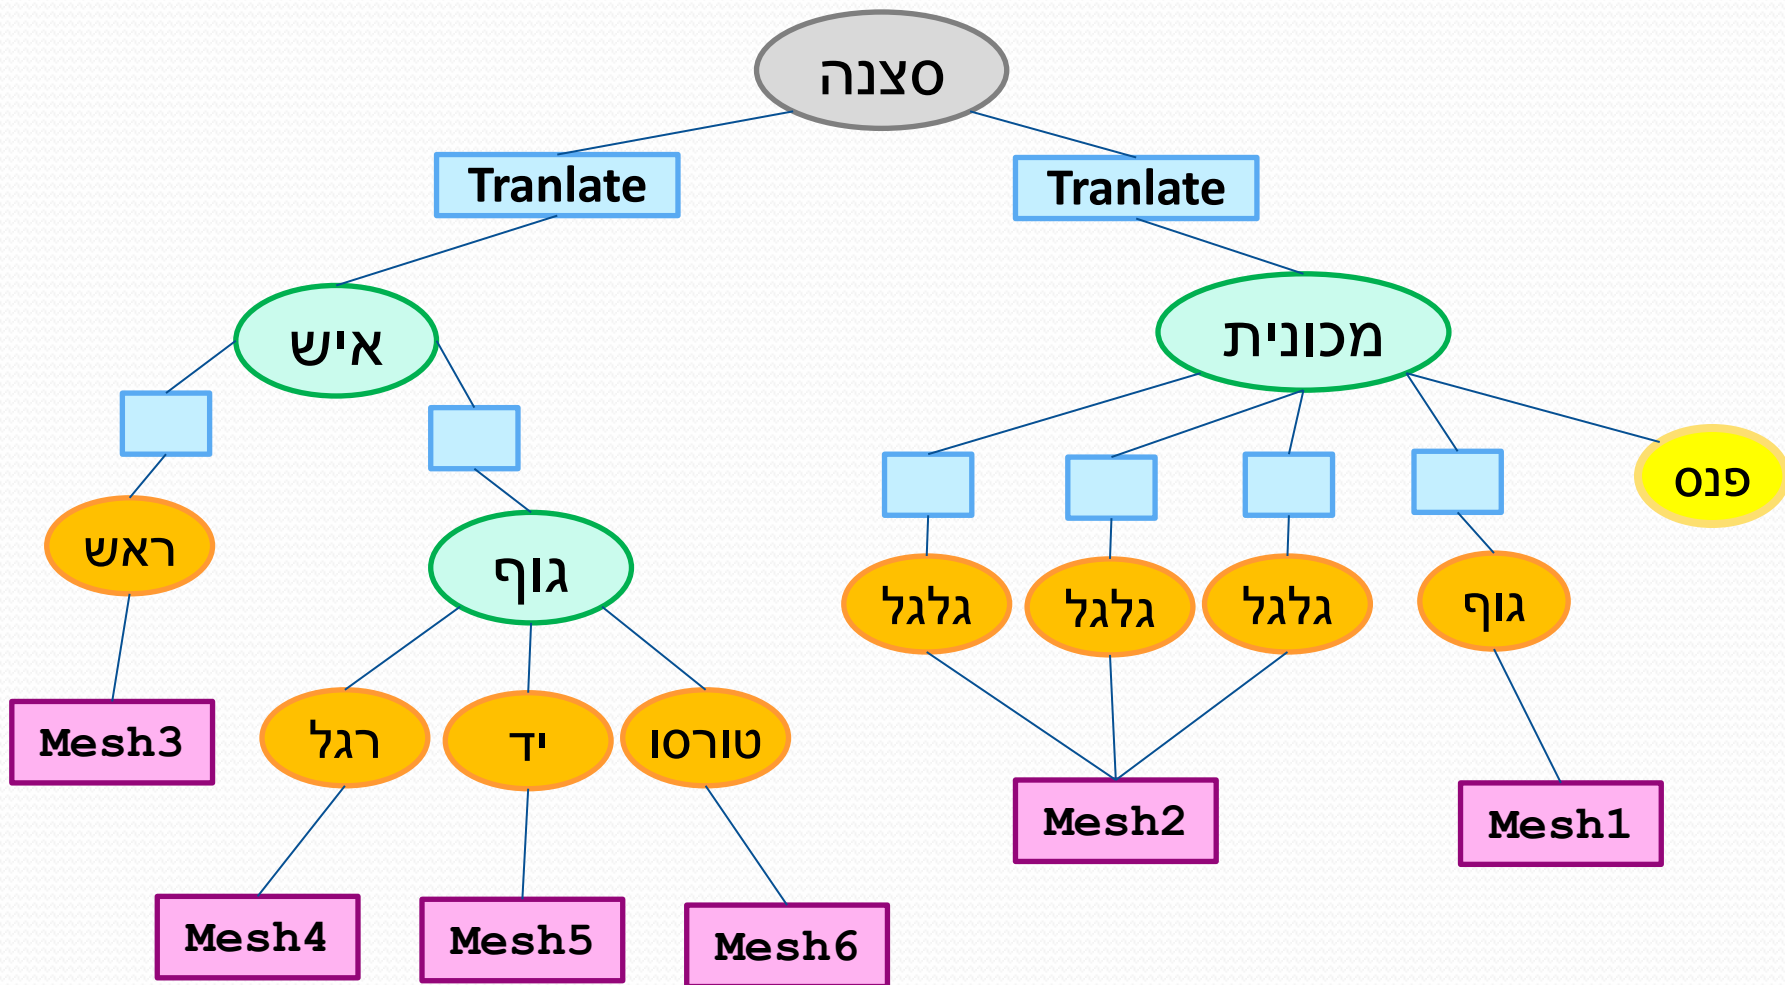 סצנה
Tranlate
Tranlate
איש
מכונית
פנס
ראש
גוף
גלגל
גלגל
גלגל
גוף
Mesh3
רגל
יד
טורסו
Mesh2
Mesh1
Mesh4
Mesh5
Mesh6